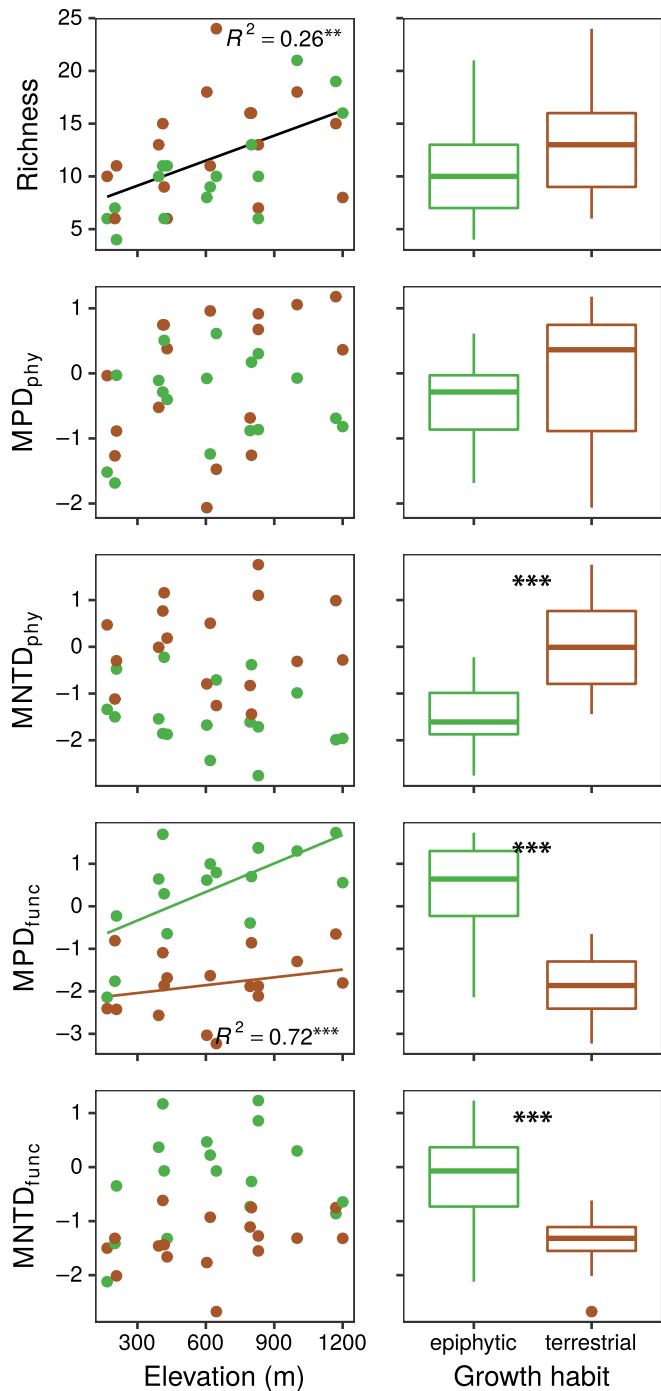 25
20
15
10
5
Richness
R² = 0.26**
1
0
−1
−2
MPDphy
1
0
−1
−2
MNTDphy
***
1
0
−1
−2
−3
MPDfunc
R² = 0.72***
***
1
0
−1
−2
MNTDfunc
***
300 600 900 1200
epiphytic terrestrial
Elevation (m)
Growth habit